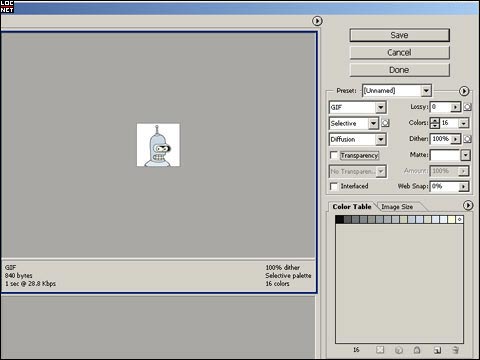 LOC
NET
Save
Cancel
Done
Preset: [Unnamed]
GIF
Lossy: 0
Selective
Colors: 16
Diffusion
Dither: 100%
Transparency
Matte:
No Transparen...
Amount: 100%
Interlaced
Web Snap: 0%
Color Table
Image Size
GIF
840 bytes
1 sec @ 28.8 Kbps
100% dither
Selective palette
16 colors
16